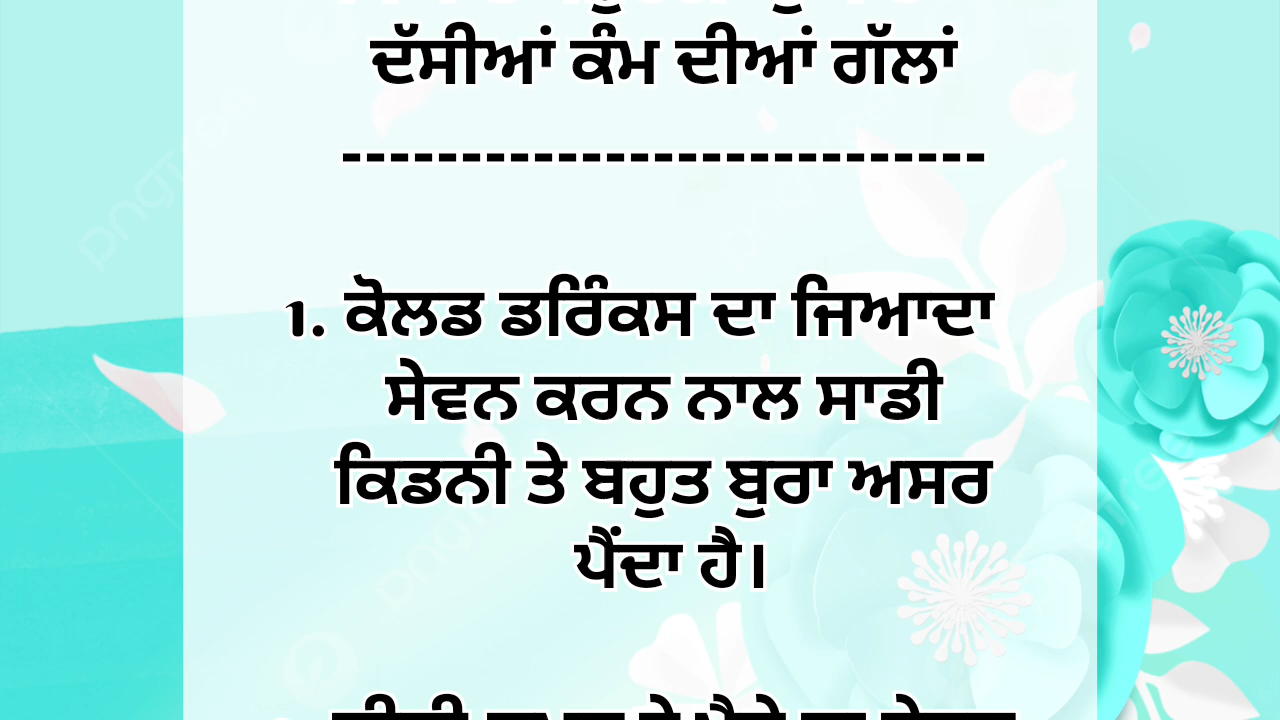 ਦੱਸੀਆਂ ਕੰਮ ਦੀਆਂ ਗੱਲਾਂ
---------------------------
1. ਕੋਲਡ ਡਰਿੰਕਸ ਦਾ ਜਿਆਦਾ
ਸੇਵਨ ਕਰਨ ਨਾਲ ਸਾਡੀ
ਕਿਡਨੀ ਤੇ ਬਹੁਤ ਬੁਰਾ ਅਸਰ
ਪੈਂਦਾ ਹੈ।